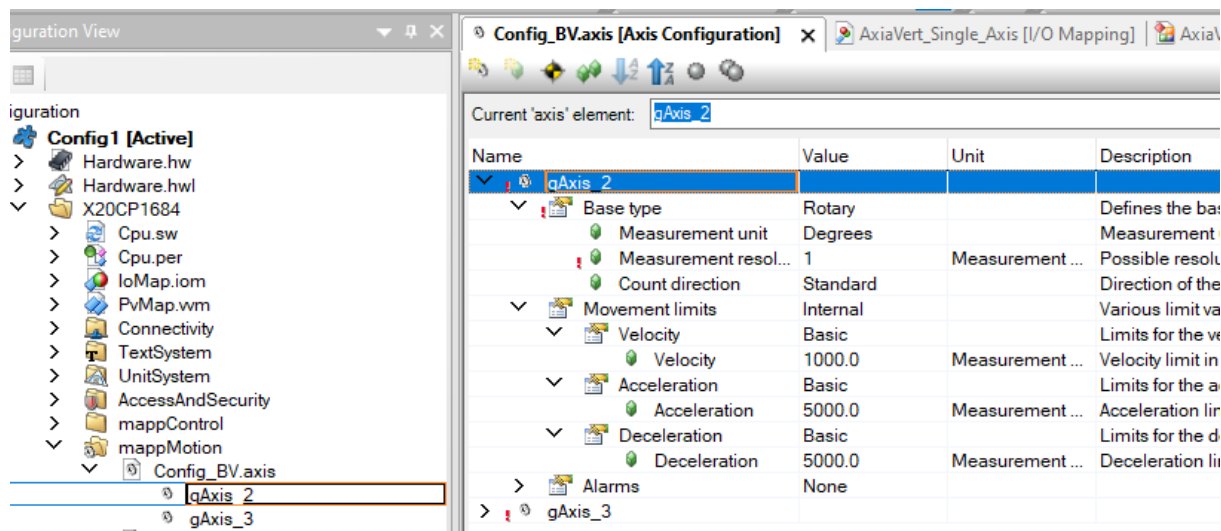 guration View
iguration
Config1 [Active]
Hardware.hw
Hardware.hwl
X20CP1684
Cpu.sw
Cpu.per
IoMap.iom
PvMap.vvm
Connectivity
TextSystem
UnitSystem
AccessAndSecurity
mappControl
mappMotion
Config_BV.axis
gAxis_2
gAxis_3
Config_BV.axis [Axis Configuration] AxiaVert_Single_Axis [I/O Mapping] AxiaV
Current 'axis' element: gAxis_2
Name Value Unit Description
gAxis_2
Base type Rotary Defines the bas
Measurement unit Degrees Measurement
Measurement resol... 1 Measurement ... Possible resolu
Count direction Standard Direction of the
Movement limits Internal Various limit va
Velocity Basic Limits for the ve
Velocity 1000.0 Measurement ... Velocity limit in
Acceleration Basic Limits for the a
Acceleration 5000.0 Measurement ... Acceleration lin
Deceleration Basic Limits for the d
Deceleration 5000.0 Measurement ... Deceleration li
Alarms None
gAxis_3